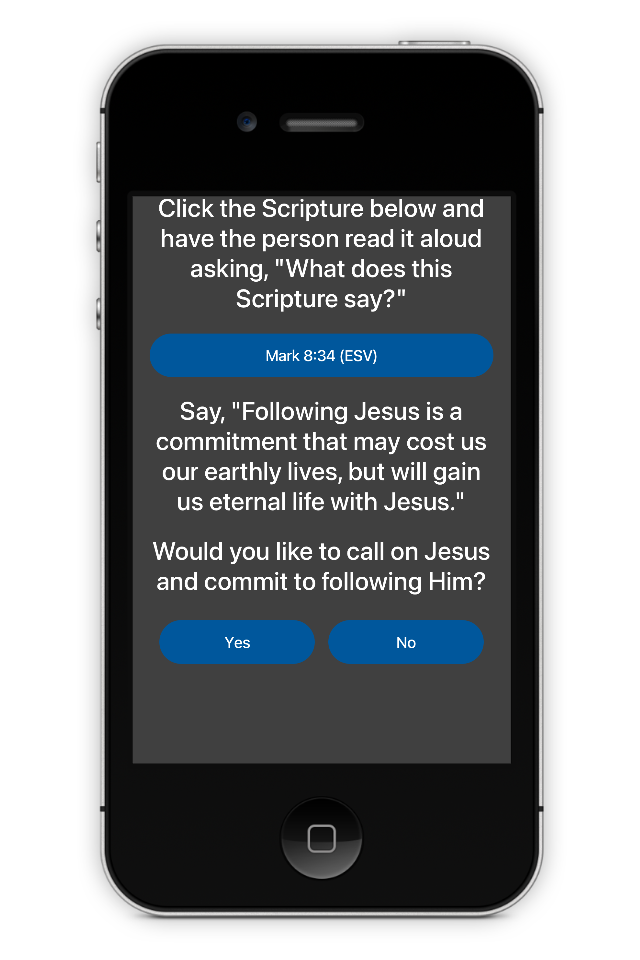 Click the Scripture below and
have the person read it aloud
asking, "What does this
Scripture say?"
Mark 8:34 (ESV)
Say, "Following Jesus is a
commitment that may cost us
our earthly lives, but will gain
us eternal life with Jesus."
Would you like to call on Jesus
and commit to following Him?
Yes
No